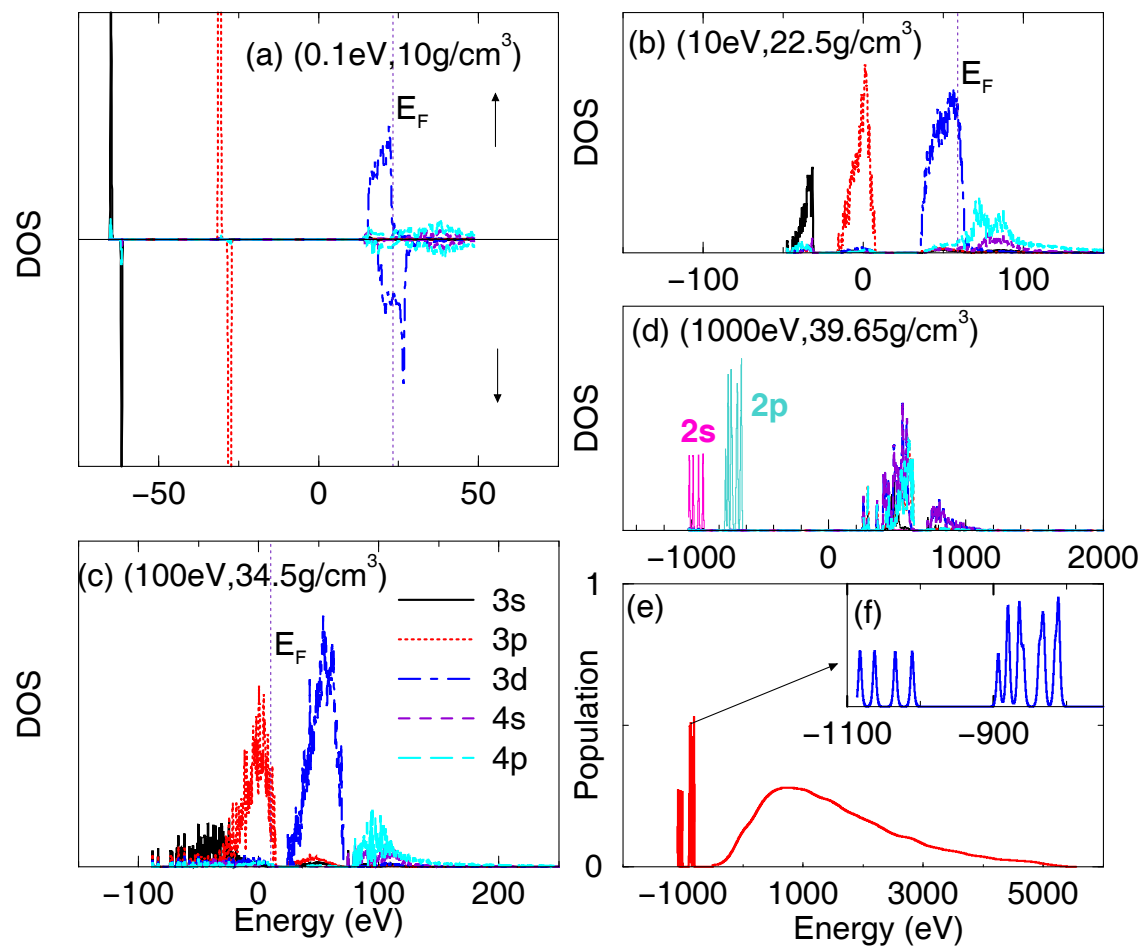 (a) (0.1eV,10g/cm³)
E_F
DOS
−50
0
50
(b) (10eV,22.5g/cm³)
E_F
DOS
−100
0
100
(d) (1000eV,39.65g/cm³)
2s
2p
DOS
−1000
0
1000
2000
(c) (100eV,34.5g/cm³)
E_F
3s
3p
3d
4s
4p
DOS
−100
0
100
200
Energy (eV)
1
(e)
(f)
−1100
−900
Population
0
−1000
1000
3000
5000
Energy (eV)